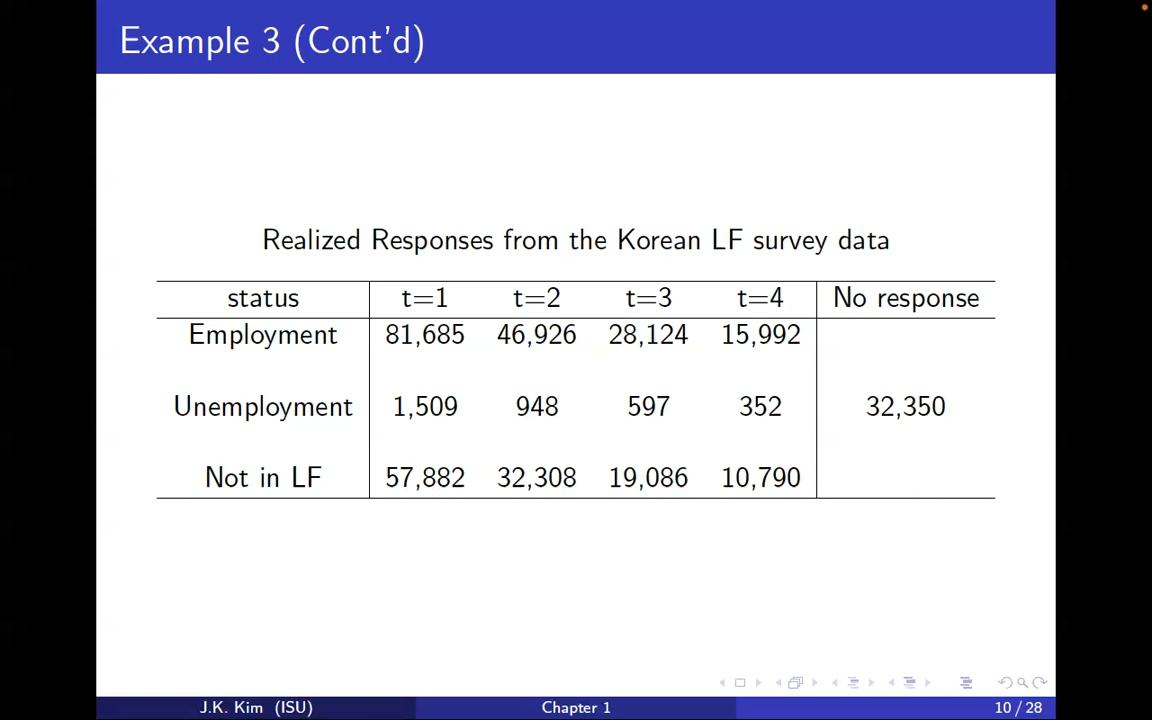 Example 3 (Cont'd)
Realized Responses from the Korean LF survey data
status t=1 t=2 t=3 t=4 No response
Employment 81,685 46,926 28,124 15,992
Unemployment 1,509 948 597 352 32,350
Not in LF 57,882 32,308 19,086 10,790
J.K. Kim (ISU) Chapter 1 10 / 28